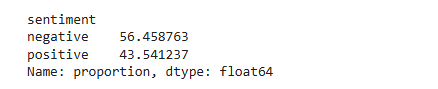 sentiment
negative    56.458763
positive    43.541237
Name: proportion, dtype: float64